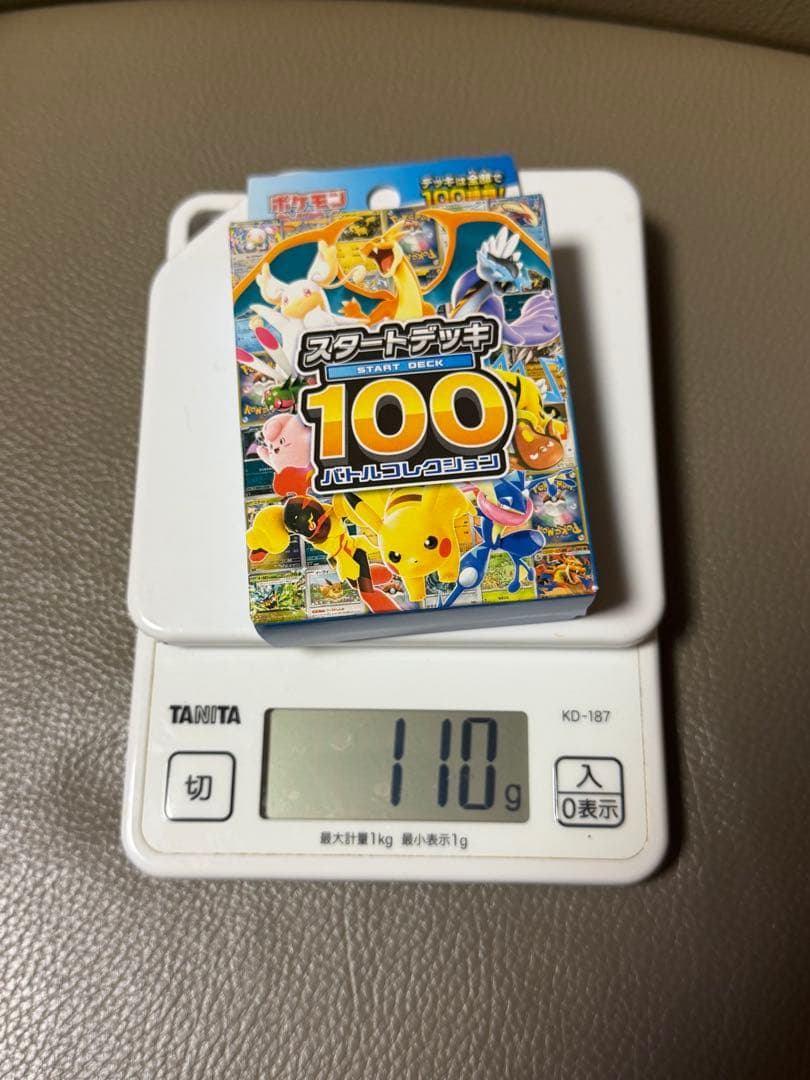 ポケモン
デッキは全部で
100種類!
スタートデッキ
START DECK
100
バトルコレクション
TANITA
KD-187
切
110g
入
0表示
最大計量1kg 最小表示1g